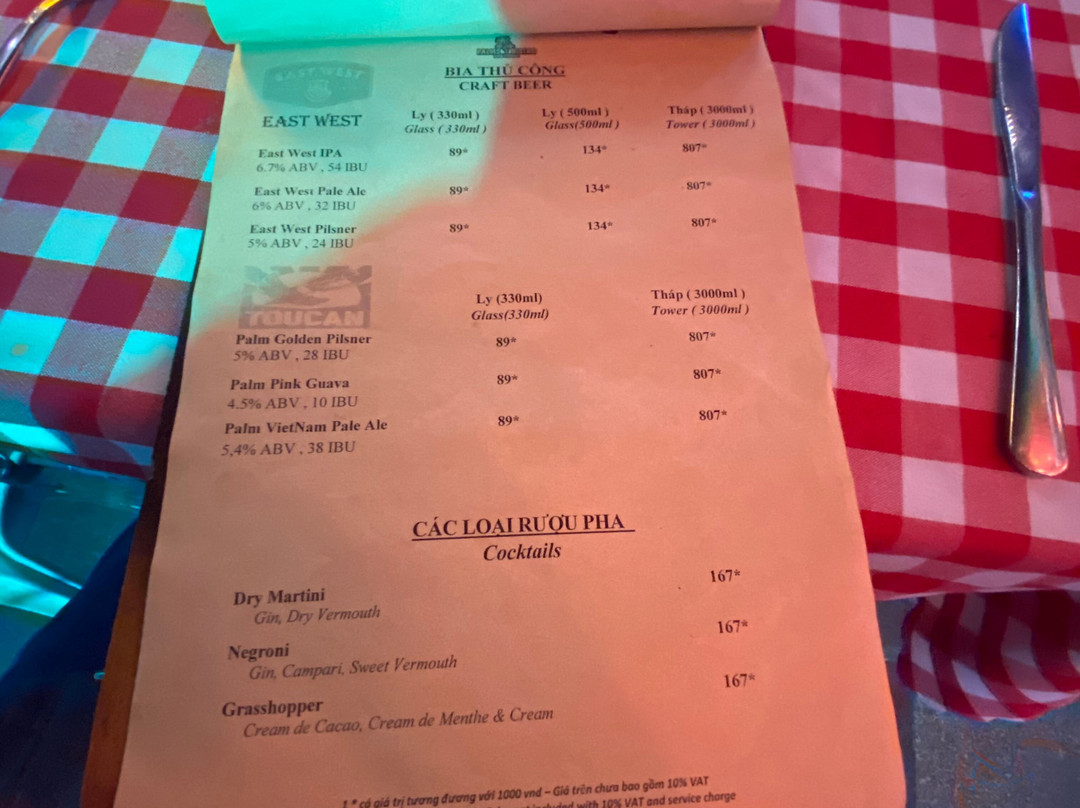 BIA THỦ CÔNG
CRAFT BEER
EAST WEST
EAST WEST Ly ( 330ml ) Ly ( 500ml ) Tháp ( 3000ml )
Glass ( 330ml ) Glass(500ml ) Tower ( 3000ml )
East West IPA 89* 134* 807*
6.7% ABV , 54 IBU
East West Pale Ale 89* 134* 807*
6% ABV , 32 IBU
East West Pilsner 89* 134* 807*
5% ABV , 24 IBU
TOUCAN
Ly (330ml) Tháp ( 3000ml )
Glass(330ml) Tower ( 3000ml )
Palm Golden Pilsner 89* 807*
5% ABV , 28 IBU
Palm Pink Guava 89* 807*
4.5% ABV , 10 IBU
Palm VietNam Pale Ale 89* 807*
5,4% ABV , 38 IBU
CÁC LOẠI RƯỢU PHA
Cocktails
Dry Martini 167*
Gin, Dry Vermouth
Negroni 167*
Gin, Campari, Sweet Vermouth
Grasshopper 167*
Cream de Cacao, Cream de Menthe & Cream
1 * có giá trị tương đương với 1000 vnd – Giá trên chưa bao gồm 10% VAT
included with 10% VAT and service charge